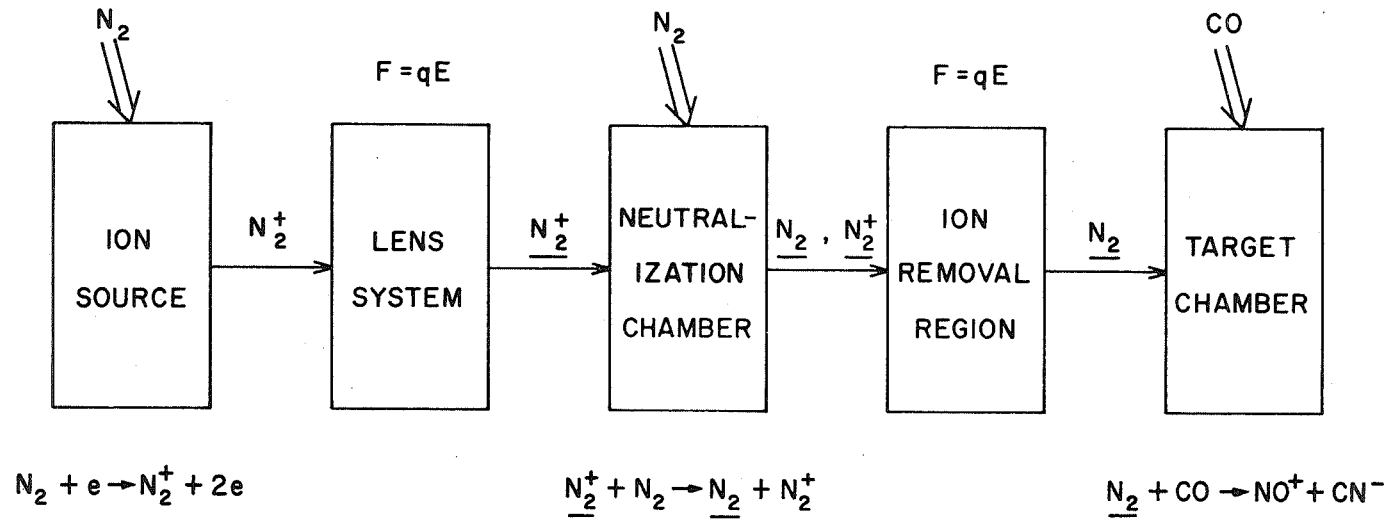 N₂
N₂
CO
F = qE
F = qE
ION
SOURCE
N₂⁺
LENS
SYSTEM
N₂⁺
NEUTRAL-
IZATION
CHAMBER
N₂ , N₂⁺
ION
REMOVAL
REGION
N₂
TARGET
CHAMBER
N₂ + e → N₂⁺ + 2e
N₂⁺ + N₂ → N₂ + N₂⁺
N₂ + CO → NO⁺ + CN⁻